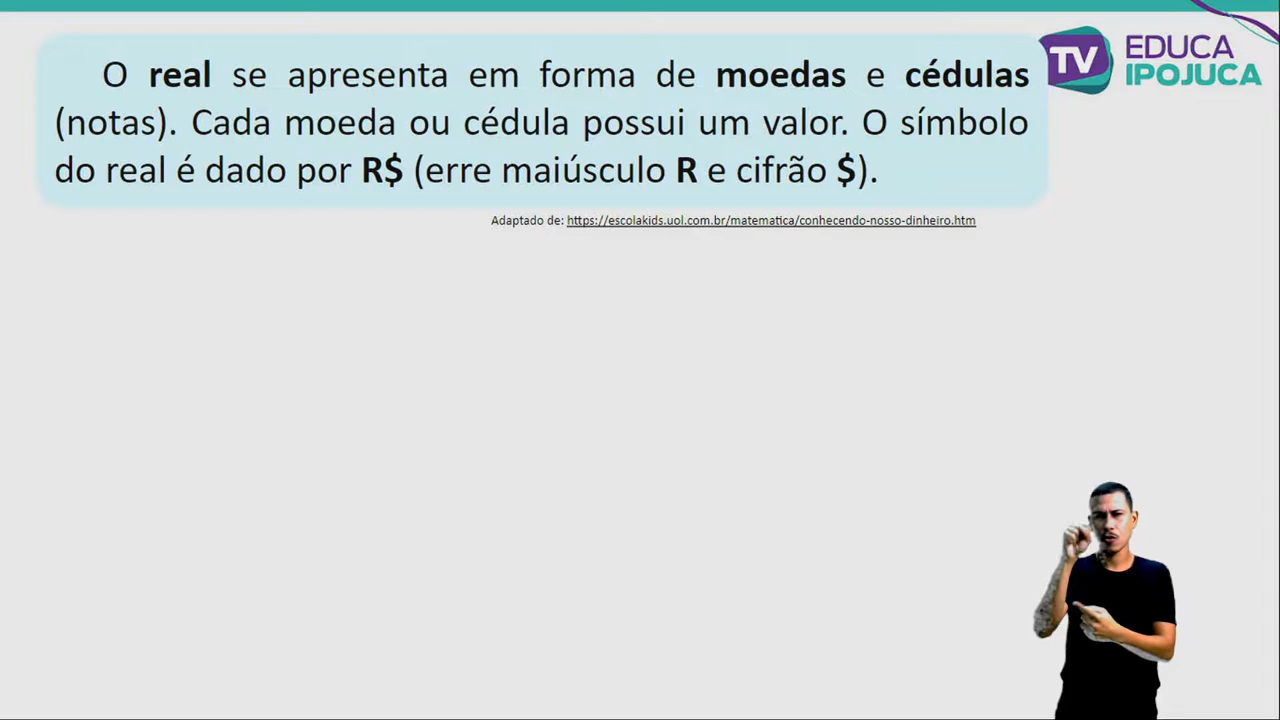 O real se apresenta em forma de moedas e cédulas
(notas). Cada moeda ou cédula possui um valor. O símbolo
do real é dado por R$ (erre maiúsculo R e cifrão $).
Adaptado de: https://escolakids.uol.com.br/matematica/conhecendo-nosso-dinheiro.htm
TV EDUCA
IPOJUCA